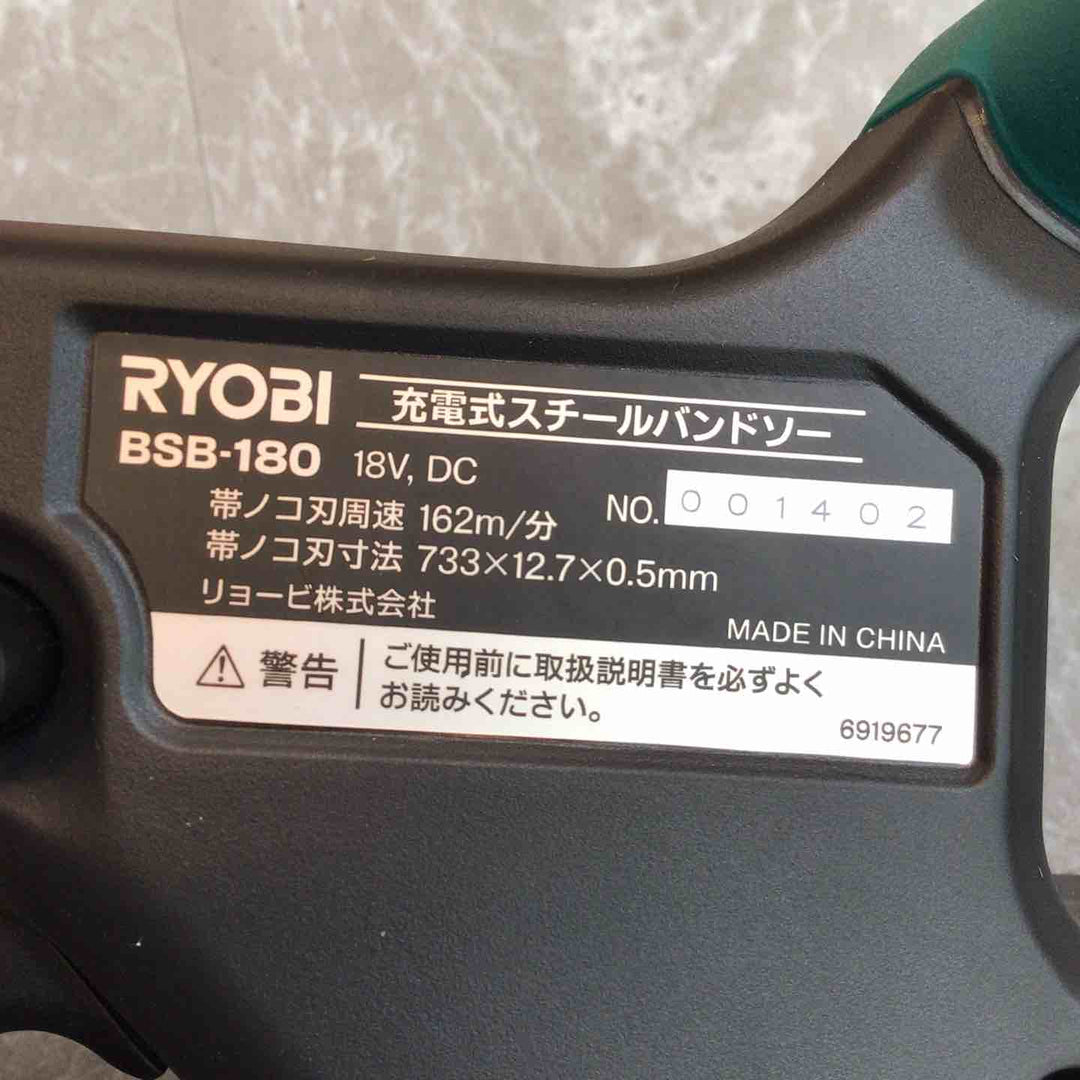 RYOBI 充電式スチールバンドソー
BSB-180 18V, DC
帯ノコ刃周速 162m/分 NO. 001402
帯ノコ刃寸法 733×12.7×0.5mm
リョービ株式会社
MADE IN CHINA
警告 ご使用前に取扱説明書を必ずよく
お読みください。
6919677